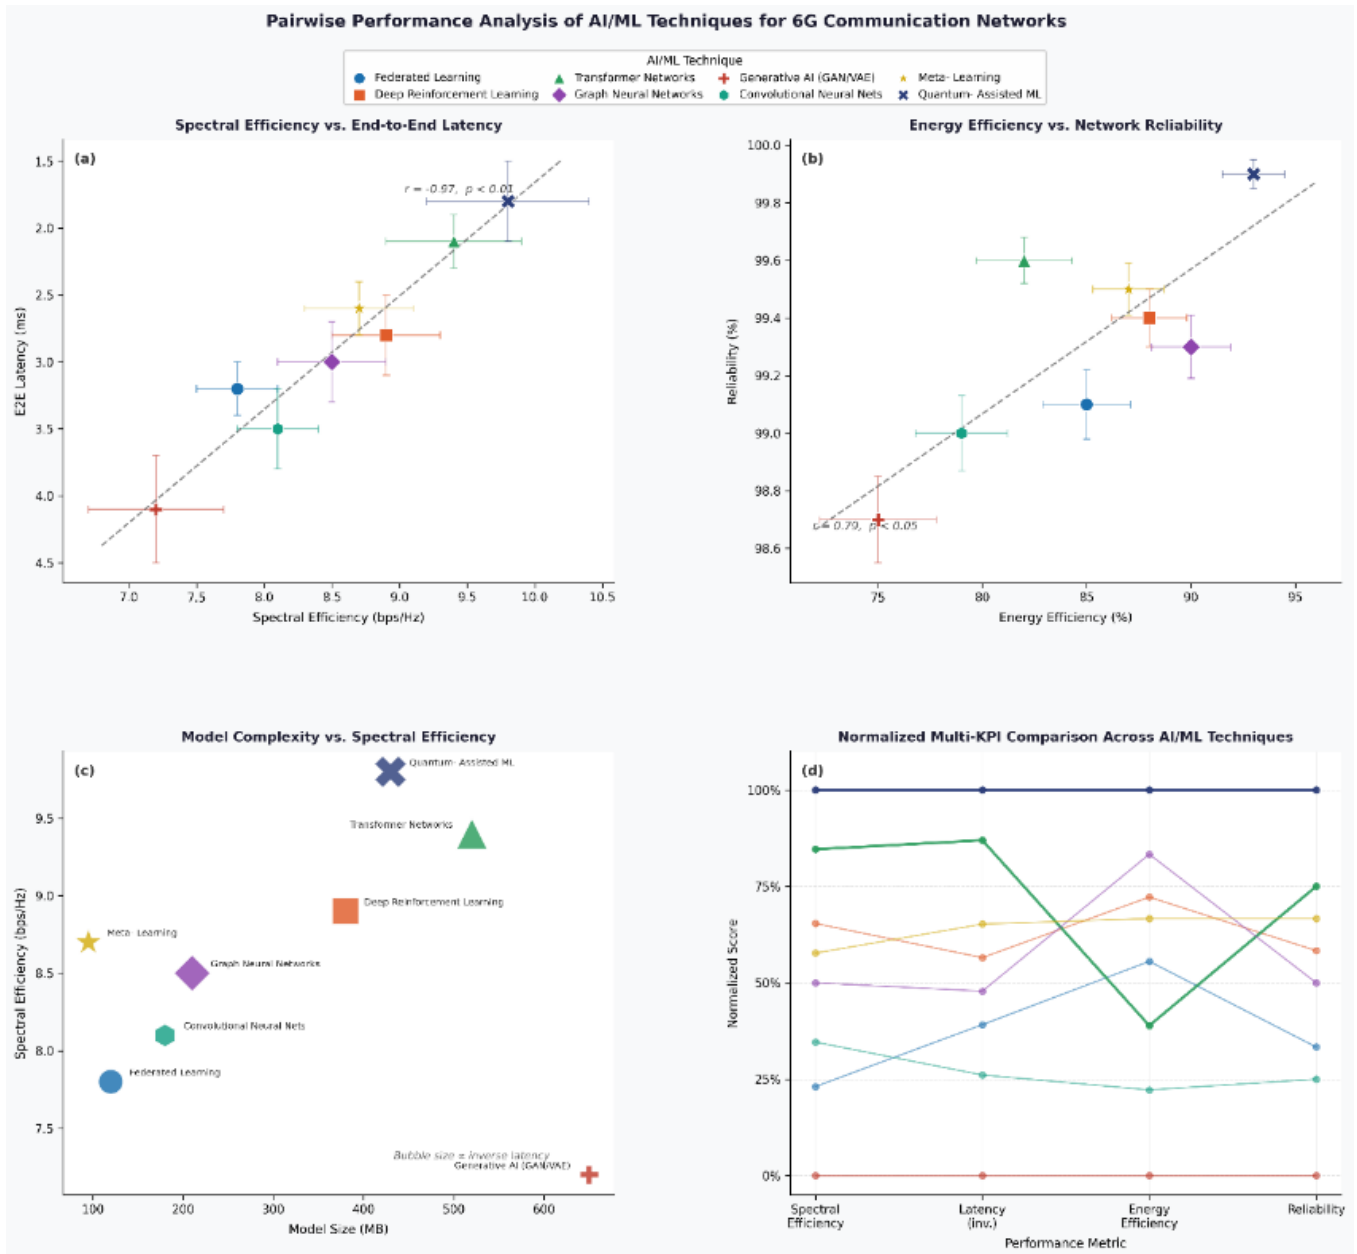 Pairwise Performance Analysis of AI/ML Techniques for 6G Communication Networks
AI/ML Technique
Federated Learning
Deep Reinforcement Learning
Transformer Networks
Graph Neural Networks
Generative AI (GAN/VAE)
Convolutional Neural Nets
Meta- Learning
Quantum- Assisted ML
Spectral Efficiency vs. End-to-End Latency
(a)
r = -0.97, p < 0.01
1.5
2.0
2.5
3.0
3.5
4.0
4.5
E2E Latency (ms)
7.0 7.5 8.0 8.5 9.0 9.5 10.0 10.5
Spectral Efficiency (bps/Hz)
Energy Efficiency vs. Network Reliability
(b)
100.0
99.8
99.6
99.4
99.2
99.0
98.8
98.6
Reliability (%)
r = 0.79, p < 0.05
75 80 85 90 95
Energy Efficiency (%)
Model Complexity vs. Spectral Efficiency
(c)
Quantum- Assisted ML
Transformer Networks
Deep Reinforcement Learning
Meta- Learning
Graph Neural Networks
Convolutional Neural Nets
Federated Learning
Bubble size = inverse latency
Generative AI (GAN/VAE)
9.5
9.0
8.5
8.0
7.5
Spectral Efficiency (bps/Hz)
100 200 300 400 500 600
Model Size (MB)
Normalized Multi-KPI Comparison Across AI/ML Techniques
(d)
100%
75%
50%
25%
0%
Normalized Score
Spectral
Efficiency
Latency
(inv.)
Energy
Efficiency
Reliability
Performance Metric